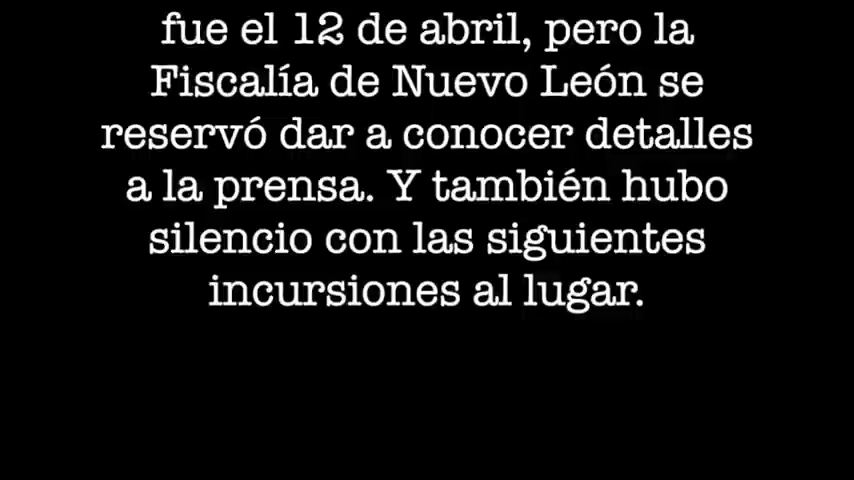 fue el 12 de abril, pero la
Fiscalía de Nuevo León se
reservó dar a conocer detalles
a la prensa. Y también hubo
silencio con las siguientes
incursiones al lugar.